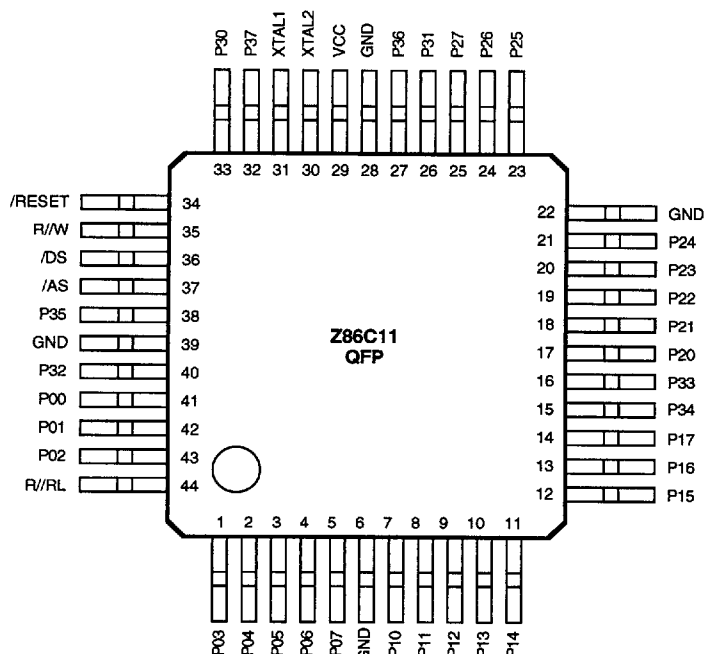 P30 P37 XTAL1 XTAL2 VCC GND P36 P31 P27 P26 P25
33 32 31 30 29 28 27 26 25 24 23
/RESET 34
R//W 35
/DS 36
/AS 37
P35 38
GND 39
P32 40
P00 41
P01 42
P02 43
R//RL 44
Z86C11
QFP
22 GND
21 P24
20 P23
19 P22
18 P21
17 P20
16 P33
15 P34
14 P17
13 P16
12 P15
1 2 3 4 5 6 7 8 9 10 11
P03 P04 P05 P06 P07 GND P10 P11 P12 P13 P14